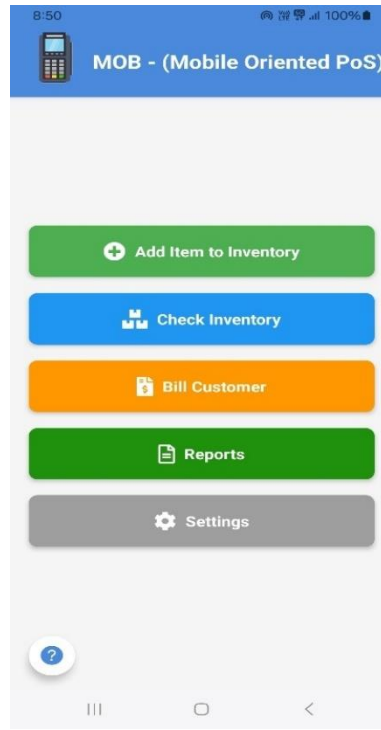 8:50 100%
MOB - (Mobile Oriented PoS)
Add Item to Inventory
Check Inventory
Bill Customer
Reports
Settings
?